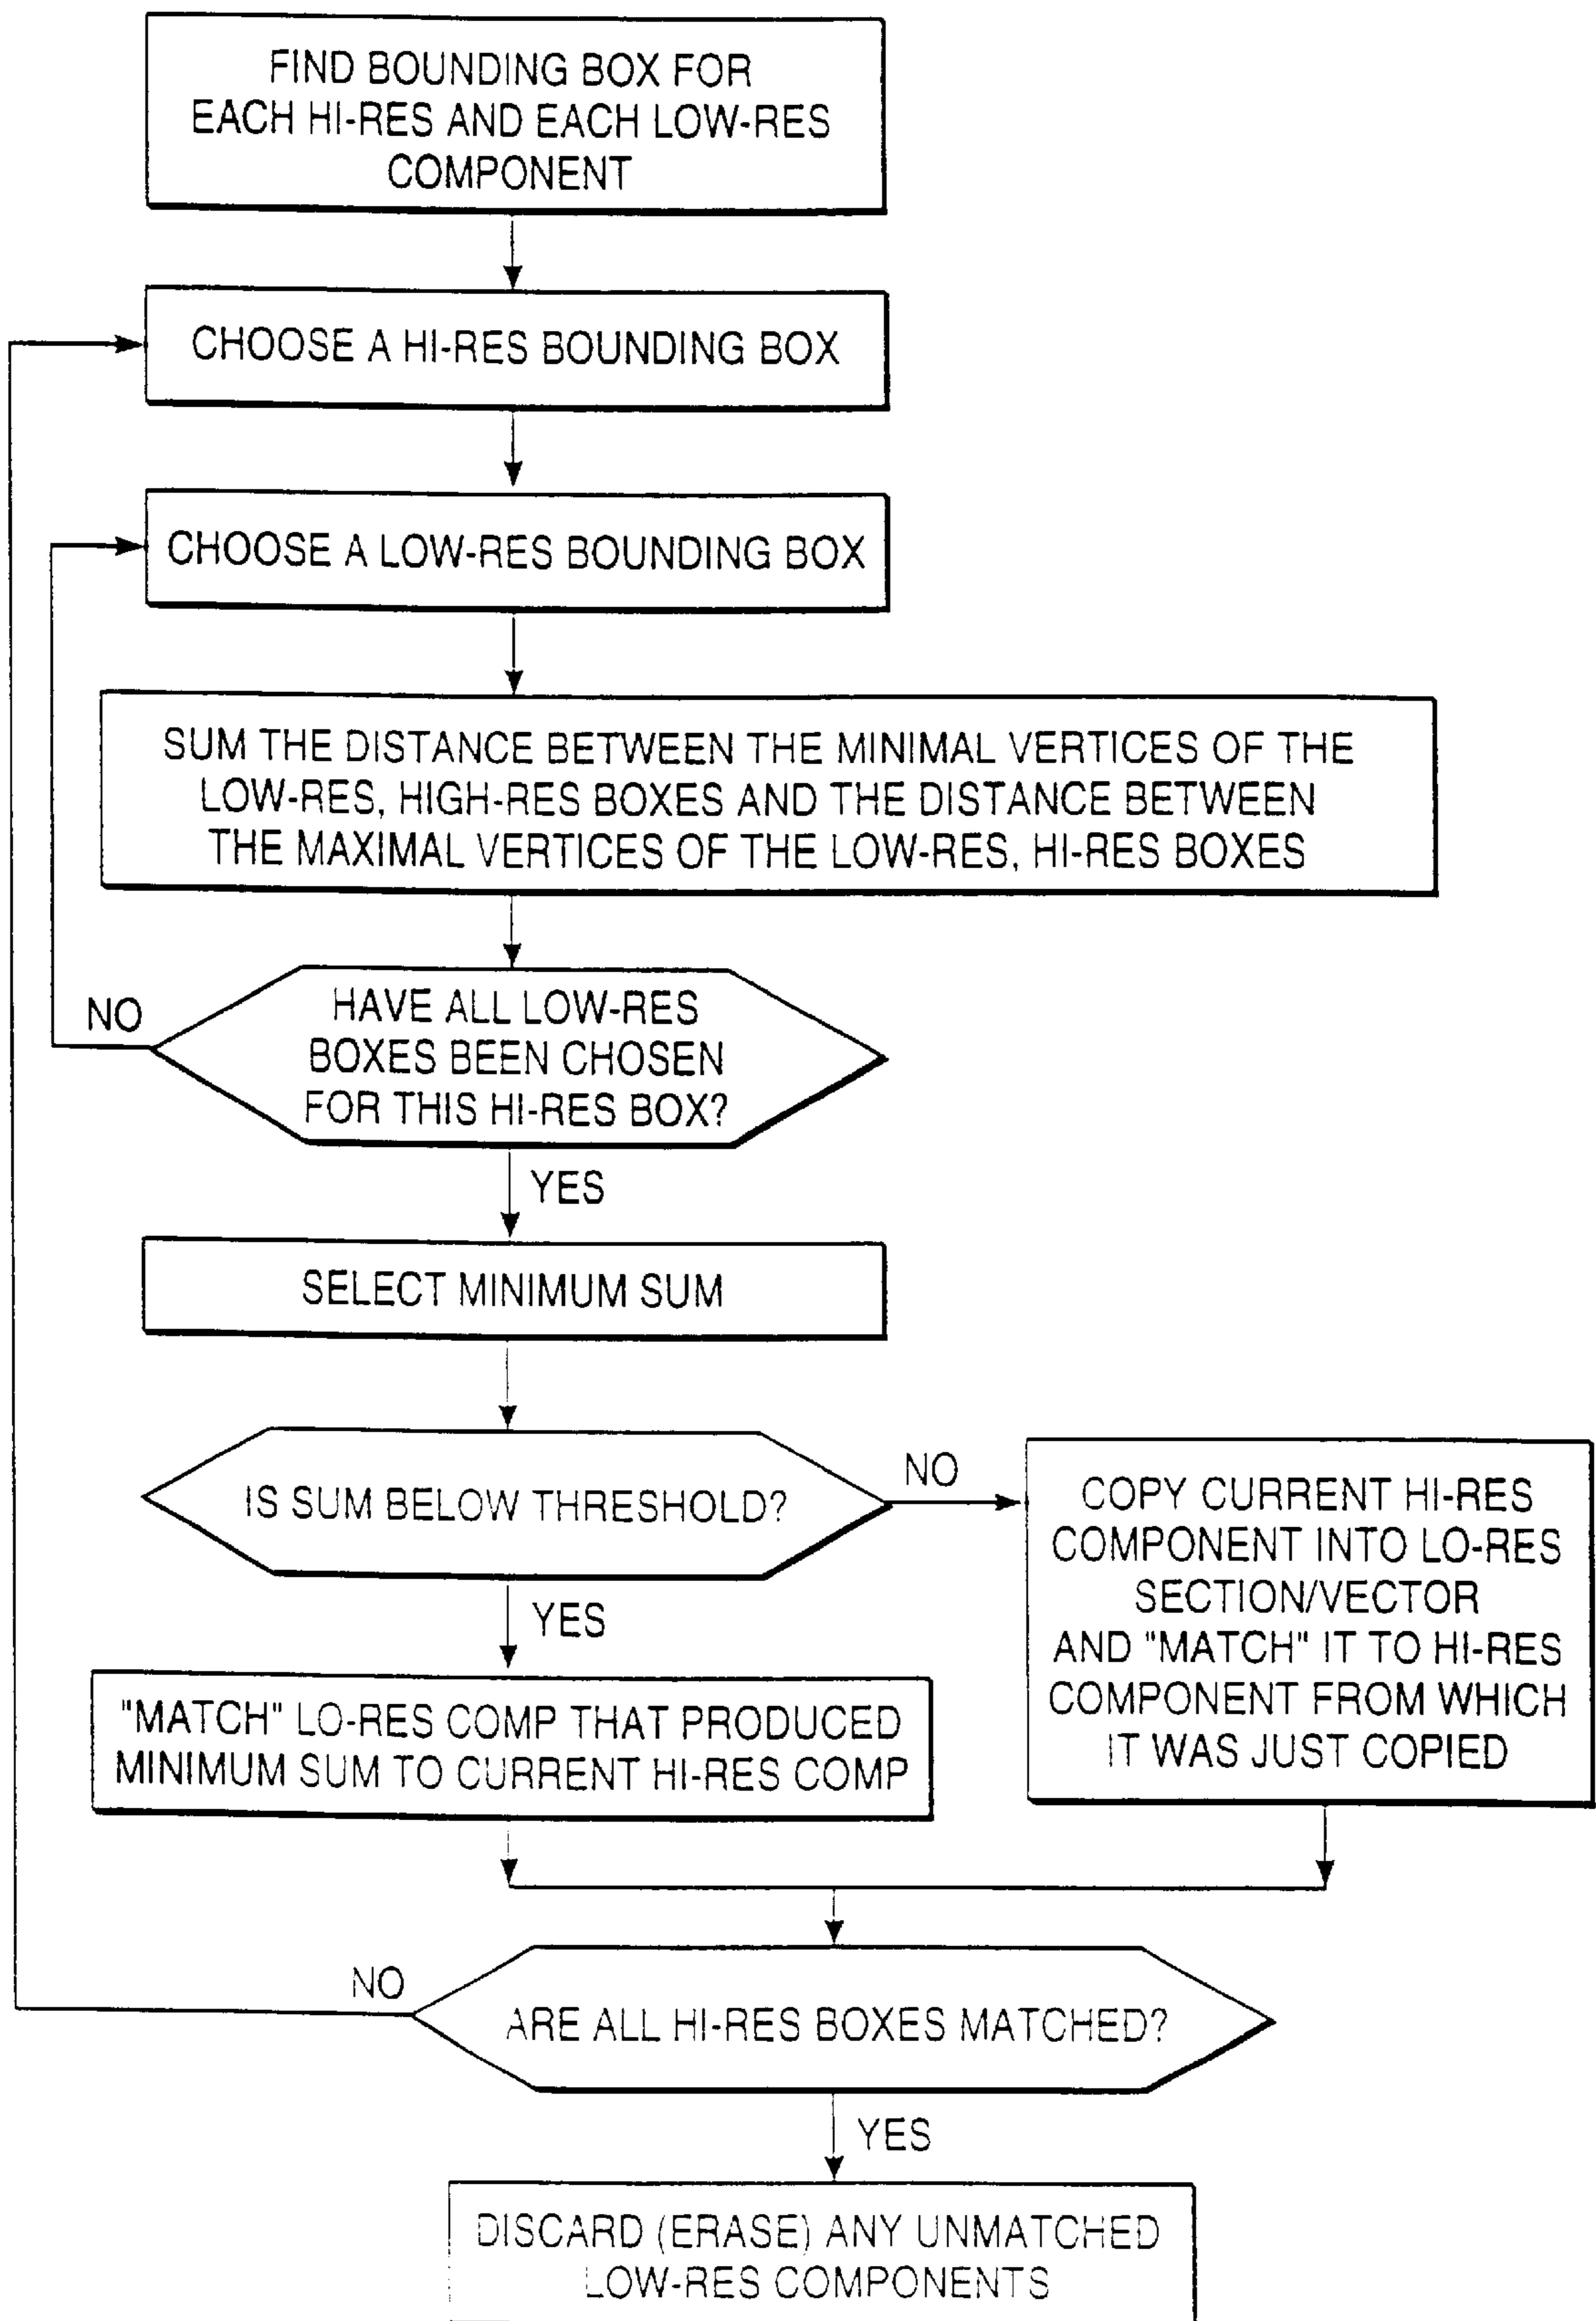 FIND BOUNDING BOX FOR
EACH HI-RES AND EACH LOW-RES
COMPONENT
CHOOSE A HI-RES BOUNDING BOX
CHOOSE A LOW-RES BOUNDING BOX
SUM THE DISTANCE BETWEEN THE MINIMAL VERTICES OF THE
LOW-RES, HIGH-RES BOXES AND THE DISTANCE BETWEEN
THE MAXIMAL VERTICES OF THE LOW-RES, HI-RES BOXES
NO
HAVE ALL LOW-RES
BOXES BEEN CHOSEN
FOR THIS HI-RES BOX?
YES
SELECT MINIMUM SUM
IS SUM BELOW THRESHOLD?
NO
COPY CURRENT HI-RES
COMPONENT INTO LO-RES
SECTION/VECTOR
AND "MATCH" IT TO HI-RES
COMPONENT FROM WHICH
IT WAS JUST COPIED
YES
"MATCH" LO-RES COMP THAT PRODUCED
MINIMUM SUM TO CURRENT HI-RES COMP
NO
ARE ALL HI-RES BOXES MATCHED?
YES
DISCARD (ERASE) ANY UNMATCHED
LOW-RES COMPONENTS